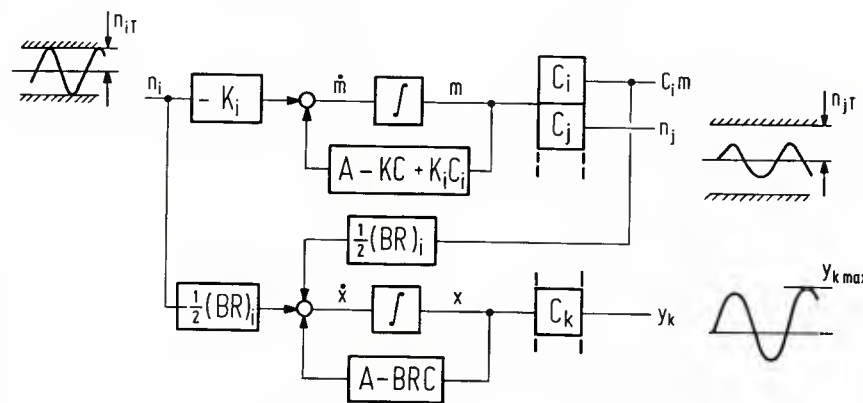 n_iT
n_i
- K_i
ṁ
∫
m
C_i
C_i m
C_j
n_j
n_jT
A - KC + K_i C_i
½(BR)_i
½(BR)_i
ẋ
∫
x
C_k
y_k
y_k max
A - BRC